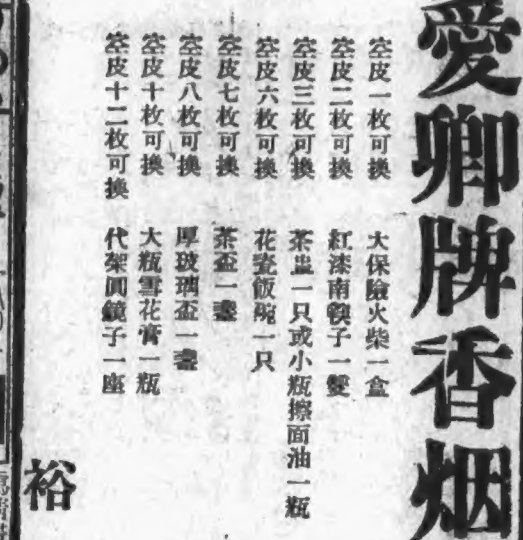 愛卿牌香烟
空皮一枚可換 大保險火柴一盒
空皮二枚可換 紅漆南筷子一雙
空皮三枚可換 茶盅一只或小瓶擦面油一瓶
空皮六枚可換 花瓷飯碗一只
空皮七枚可換 茶盃一盞
空皮八枚可換 厚玻璃盃一盞
空皮十枚可換 大瓶雪花膏一瓶
空皮十二枚可換 代架圓鏡子一座
裕